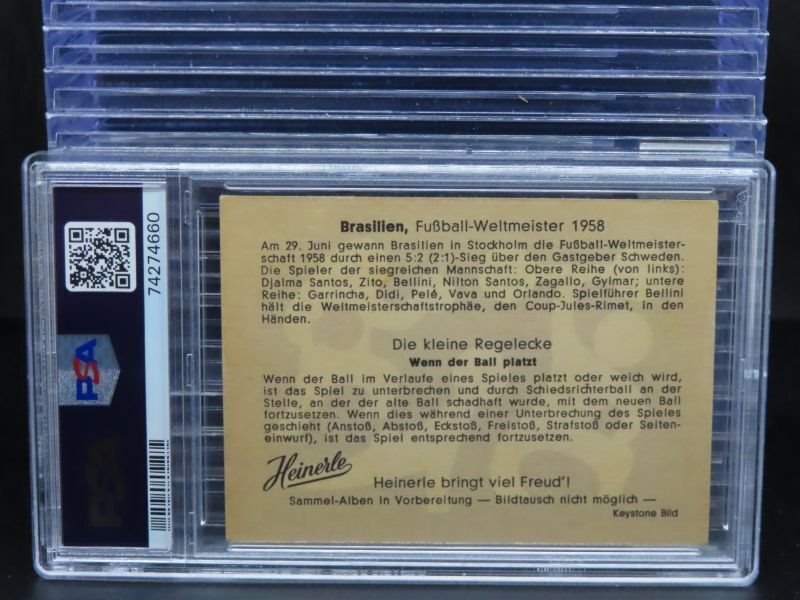 74274660
PSA
Brasilien, Fußball-Weltmeister 1958
Am 29. Juni gewann Brasilien in Stockholm die Fußball-Weltmeister-
schaft 1958 durch einen 5:2 (2:1)-Sieg über den Gastgeber Schweden.
Die Spieler der siegreichen Mannschaft: Obere Reihe (von links):
Djalma Santos, Zito, Bellini, Nilton Santos, Zagallo, Gylmar; untere
Reihe: Garrincha, Didi, Pelé, Vava und Orlando. Spielführer Bellini
hält die Weltmeisterschaftstrophäe, den Coup-Jules-Rimet, in den
Händen.
Die kleine Regelecke
Wenn der Ball platzt
Wenn der Ball im Verlaufe eines Spieles platzt oder weich wird,
ist das Spiel zu unterbrechen und durch Schiedsrichterball an der
Stelle, an der der alte Ball schadhaft wurde, mit dem neuen Ball
fortzusetzen. Wenn dies während einer Unterbrechung des Spieles
geschieht (Anstoß, Abstoß, Eckstoß, Freistoß, Strafstoß oder Seiten-
einwurf), ist das Spiel entsprechend fortzusetzen.
Heinerle
Heinerle bringt viel Freud'!
Sammel-Alben in Vorbereitung — Bildtausch nicht möglich —
Keystone Bild
PSA